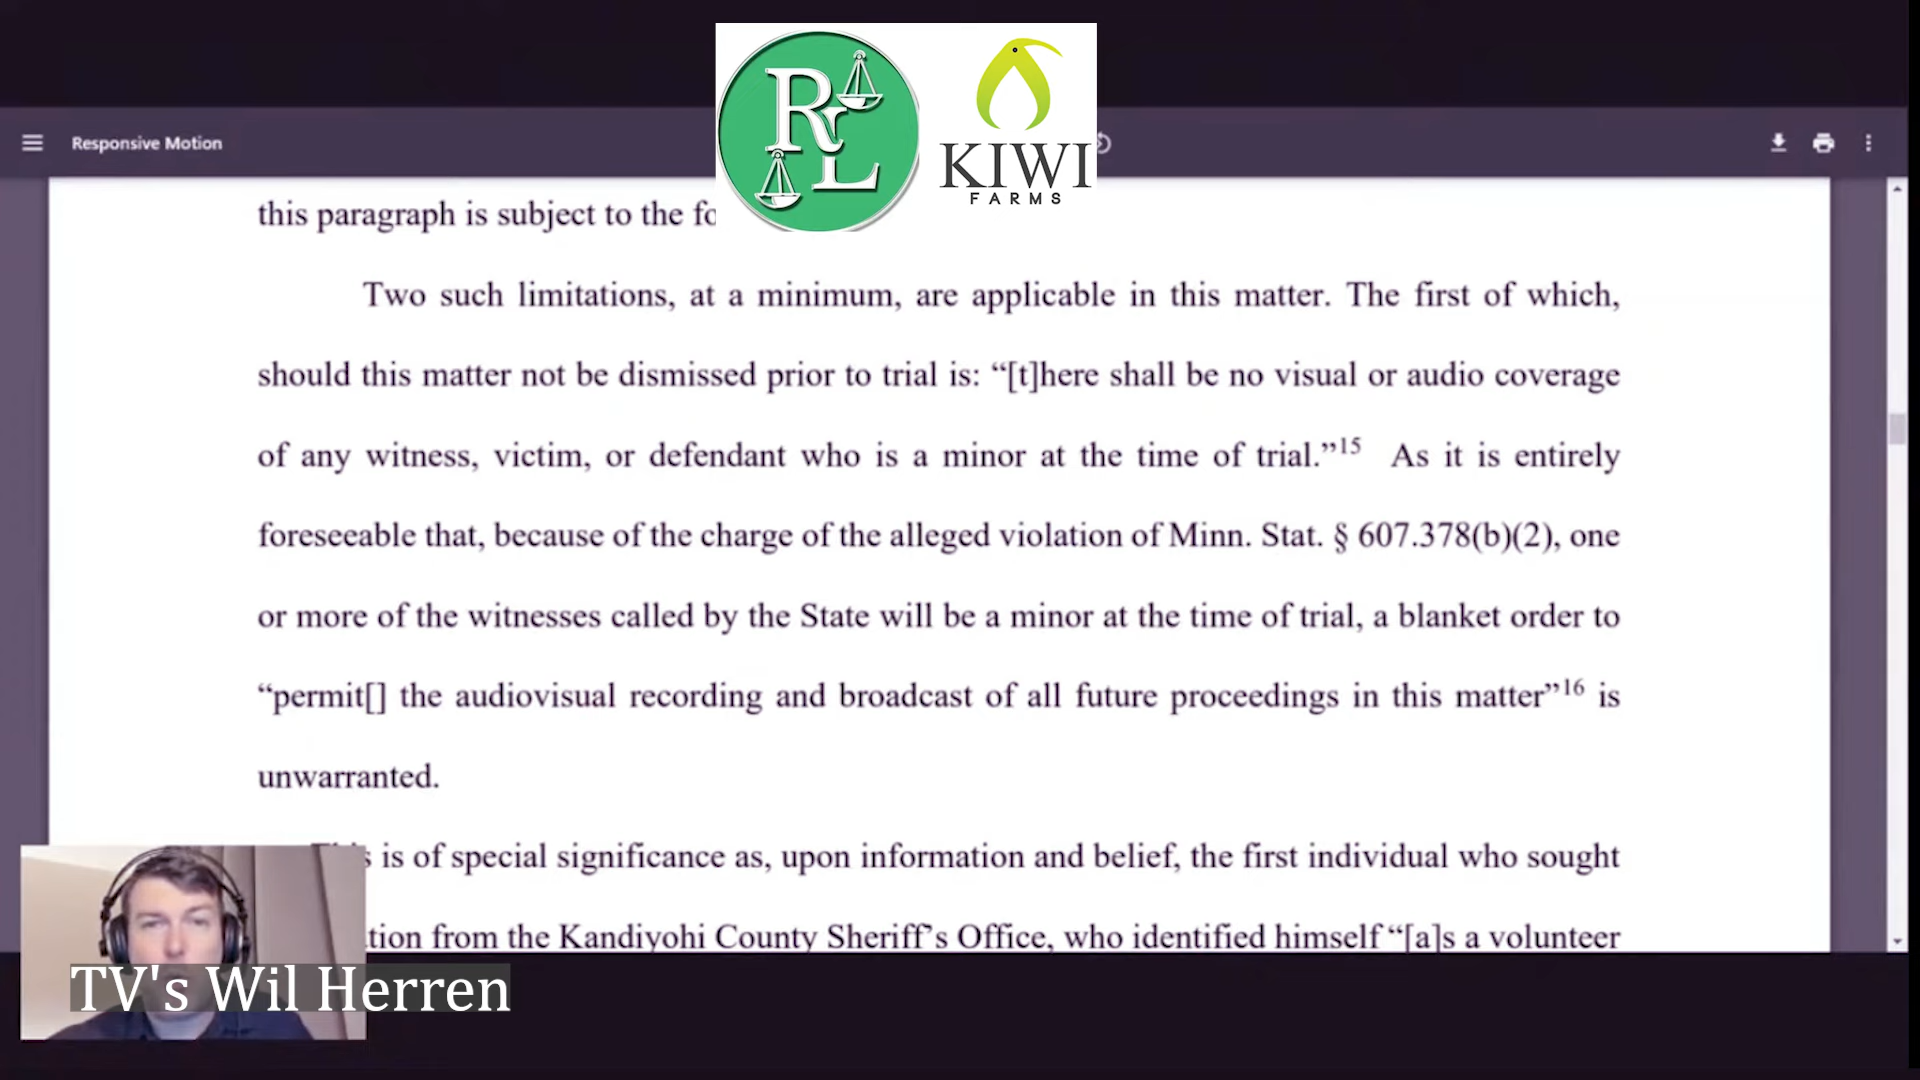 RL
KIWI
FARMS
Responsive Motion
this paragraph is subject to the fo
Two such limitations, at a minimum, are applicable in this matter. The first of which,
should this matter not be dismissed prior to trial is: “[t]here shall be no visual or audio coverage
of any witness, victim, or defendant who is a minor at the time of trial.”15 As it is entirely
foreseeable that, because of the charge of the alleged violation of Minn. Stat. § 607.378(b)(2), one
or more of the witnesses called by the State will be a minor at the time of trial, a blanket order to
“permit[] the audiovisual recording and broadcast of all future proceedings in this matter”16 is
unwarranted.
is of special significance as, upon information and belief, the first individual who sought
tion from the Kandiyohi County Sheriff’s Office, who identified himself “[a]s a volunteer
TV's Wil Herren